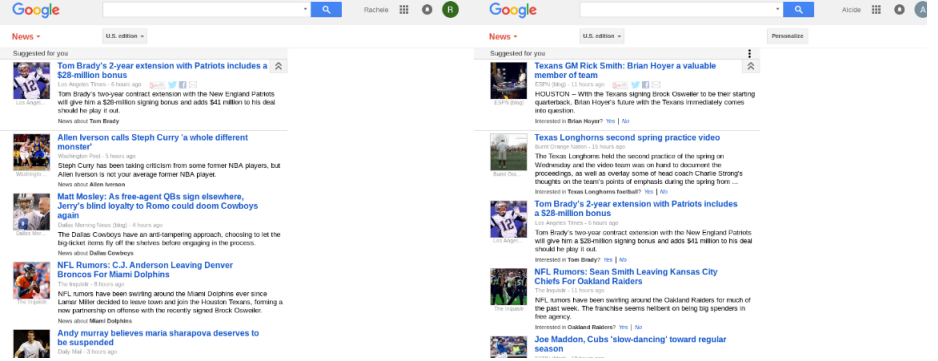 Google
Rachele
R
News
U.S. edition
Suggested for you
Tom Brady's 2-year extension with Patriots includes a
$28-million bonus
Los Angeles Times - 6 hours ago
Tom Brady's two-year contract extension with the New England Patriots
will give him a $28-million signing bonus and adds $41 million to his deal
should he play it out.
Los Angel...
News about Tom Brady
Allen Iverson calls Steph Curry 'a whole different
monster'
Washington Post - 5 hours ago
Steph Curry has been taking criticism from some former NBA players, but
Allen Iverson is not your average former NBA player.
Washingto...
News about Allen Iverson
Matt Mosley: As free-agent QBs sign elsewhere,
Jerry's blind loyalty to Romo could doom Cowboys
again
Dallas Morning News (blog) - 4 hours ago
The Dallas Cowboys have an anti-tampering approach, choosing to let the
big-ticket items fly off the shelves before engaging in the process.
Dallas Mor...
News about Dallas Cowboys
NFL Rumors: C.J. Anderson Leaving Denver
Broncos For Miami Dolphins
The Inquisitr - 8 hours ago
NFL rumors have been swirling around the Miami Dolphins ever since
Lamar Miller decided to leave town and join the Houston Texans, forming a
new partnership on offense with the recently signed Brock Osweiler.
The Inquisitr
News about Miami Dolphins
Andy murray believes maria sharapova deserves to
be suspended
Daily Mail - 3 hours ago
Google
Alcide
A
News
U.S. edition
Personalize
Suggested for you
Texans GM Rick Smith: Brian Hoyer a valuable
member of team
ESPN (blog) - 11 hours ago
HOUSTON -- With the Texans signing Brock Osweiler to be their starting
quarterback, Brian Hoyer's future with the Texans immediately comes
into question.
ESPN (blog)
Interested in Brian Hoyer? Yes | No
Texas Longhorns second spring practice video
Burnt Orange Nation - 15 hours ago
The Texas Longhorns held the second practice of the spring on
Wednesday and the video team was on hand to document the
proceedings, as well as overlay some of head coach Charlie Strong's
thoughts on the team's points of emphasis during the spring from ...
Burnt Ora...
Interested in Texas Longhorns football? Yes | No
Tom Brady's 2-year extension with Patriots includes
a $28-million bonus
Los Angeles Times - 6 hours ago
Tom Brady's two-year contract extension with the New England Patriots
will give him a $28-million signing bonus and adds $41 million to his deal
should he play it out.
Los Angel...
Interested in Tom Brady? Yes | No
NFL Rumors: Sean Smith Leaving Kansas City
Chiefs For Oakland Raiders
The Inquisitr - 11 hours ago
NFL rumors have been swirling around the Oakland Raiders for much of
the past week. The franchise seems hellbent on being big spenders in
free agency.
The Inquisitr
Interested in Oakland Raiders? Yes | No
Joe Maddon, Cubs 'slow-dancing' toward regular
season